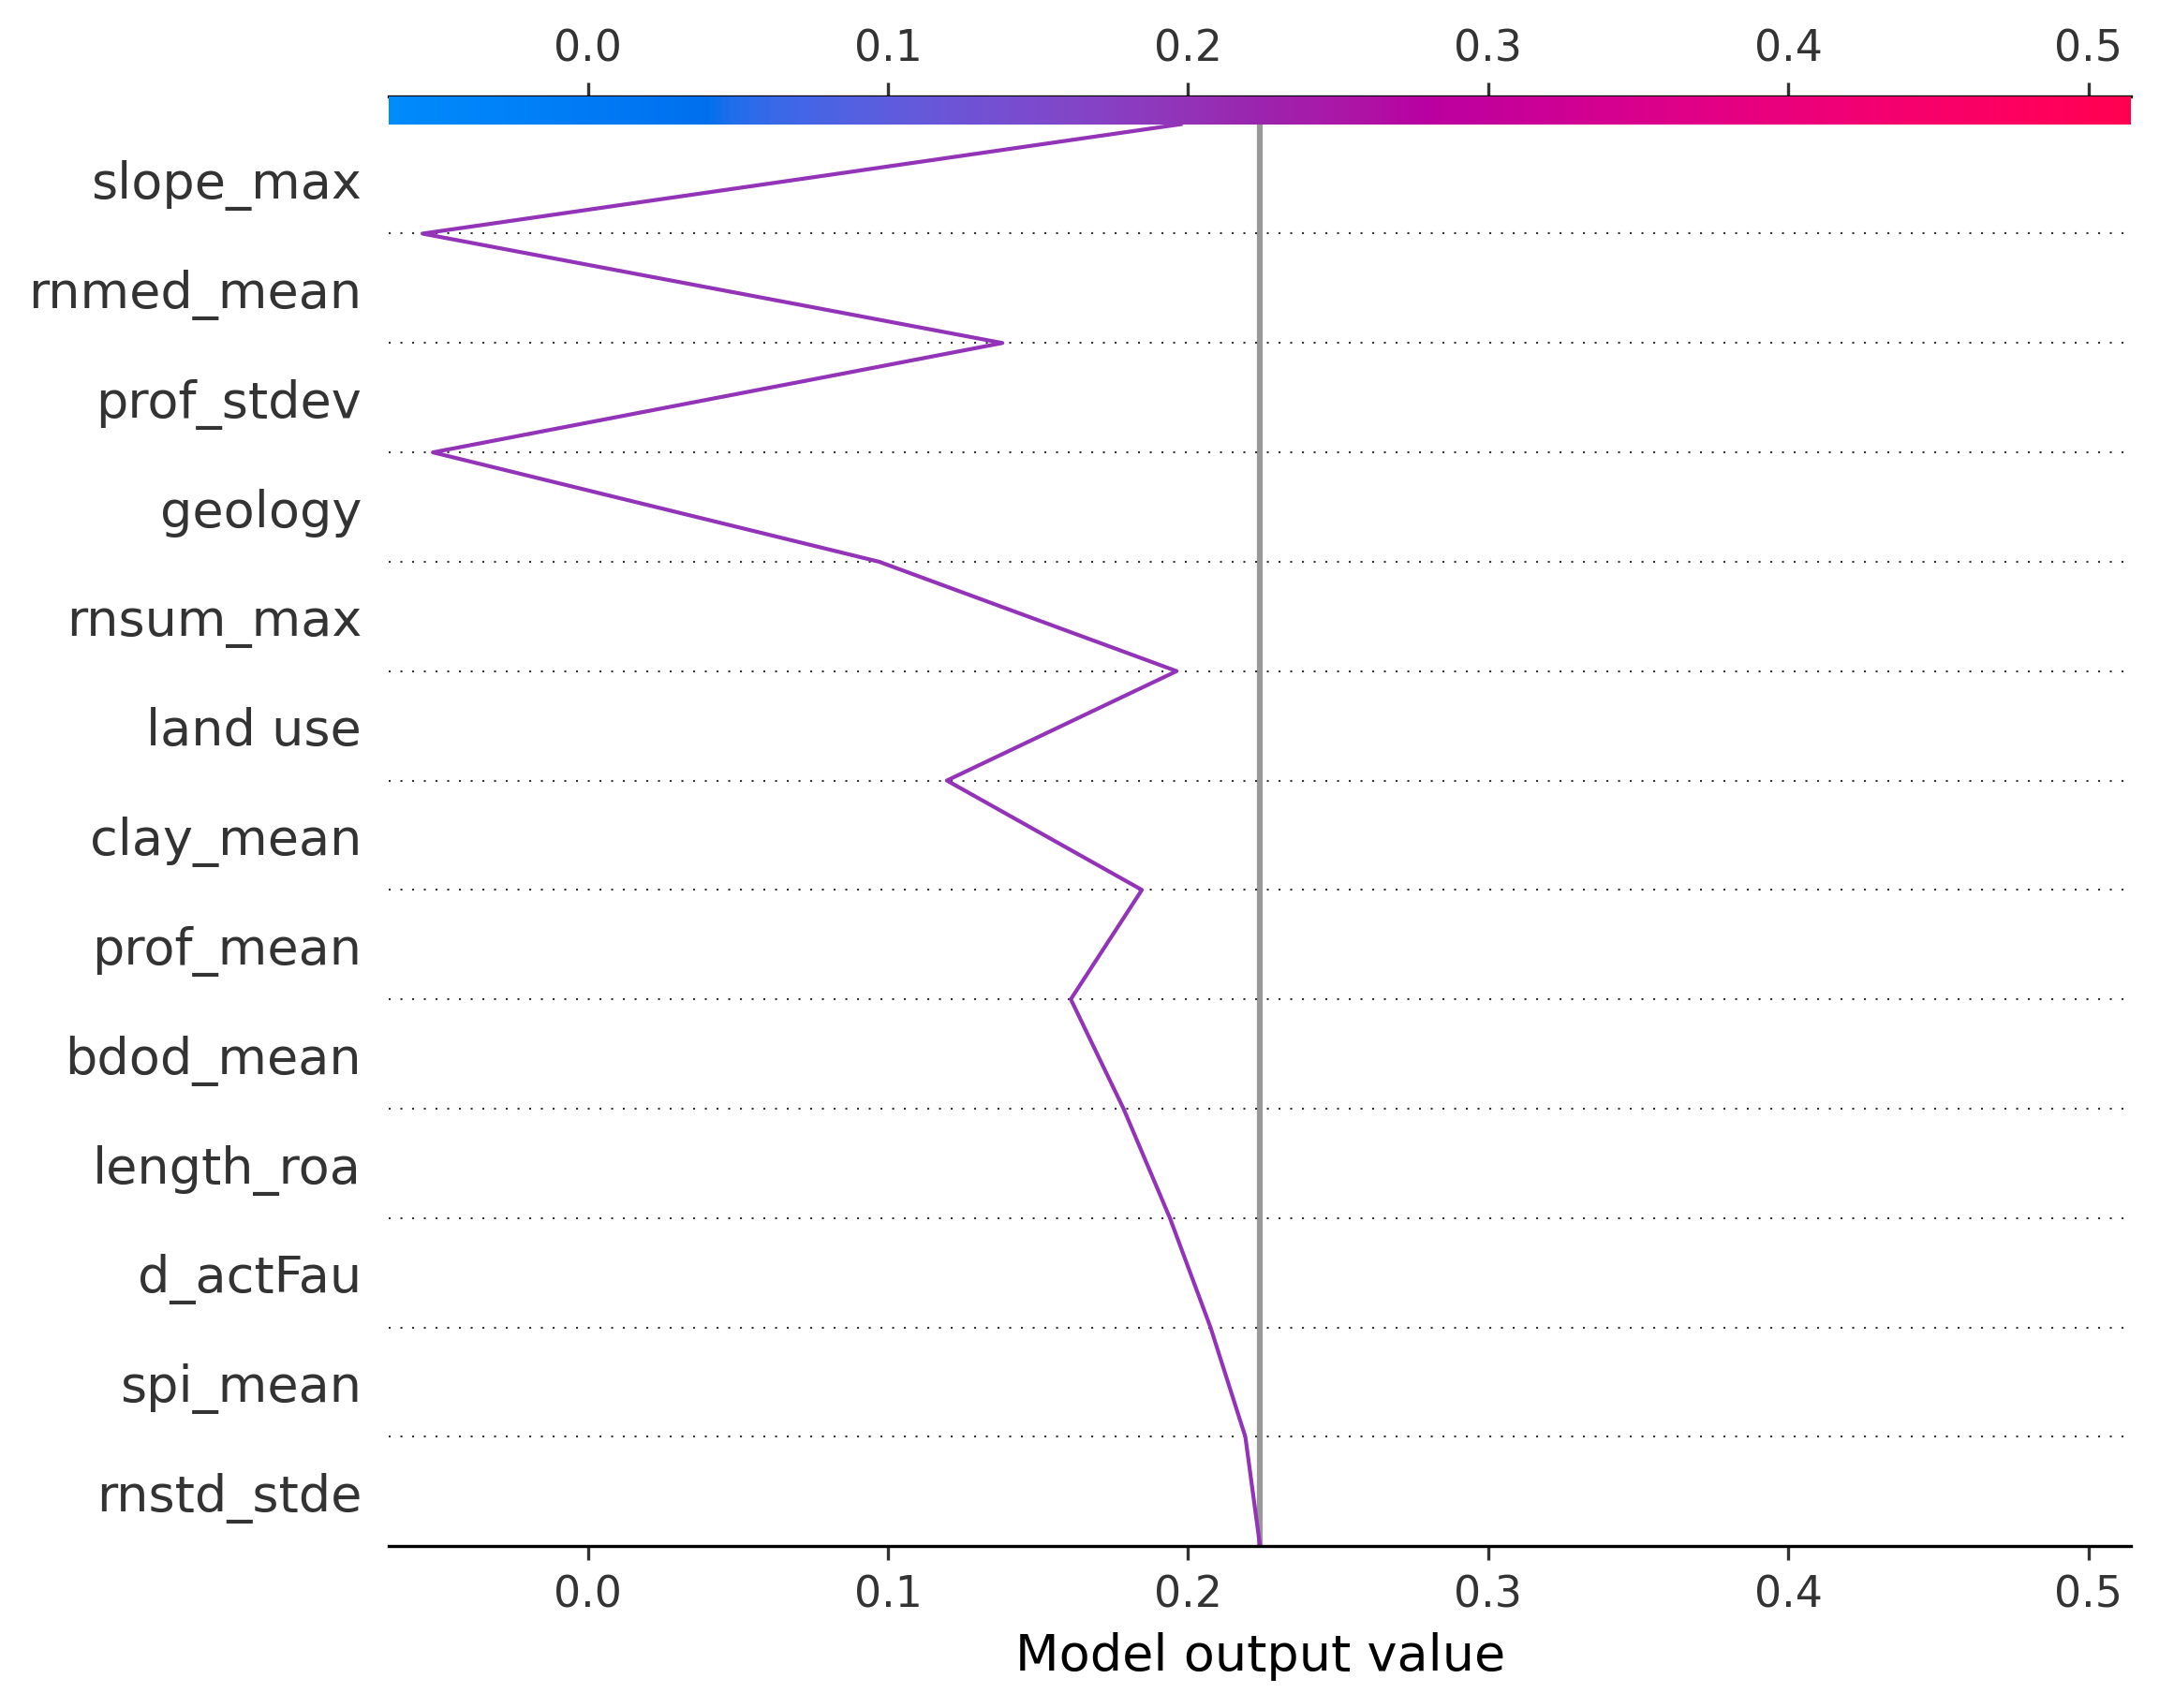 0.0 0.1 0.2 0.3 0.4 0.5
slope_max
rnmed_mean
prof_stdev
geology
rnsum_max
land use
clay_mean
prof_mean
bdod_mean
length_roa
d_actFau
spi_mean
rnstd_stde
0.0 0.1 0.2 0.3 0.4 0.5
Model output value